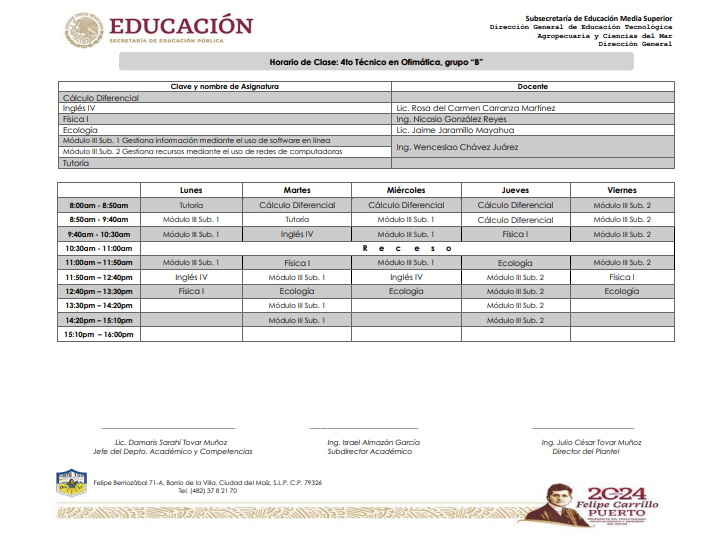 EDUCACIÓN
SECRETARÍA DE EDUCACIÓN PÚBLICA
Subsecretaría de Educación Media Superior
Dirección General de Educación Tecnológica
Agropecuaria y Ciencias del Mar
Dirección General
Horario de Clase: 4to Técnico en Ofimática, grupo "B"
Clave y nombre de Asignatura Docente
Cálculo Diferencial
Inglés IV Lic. Rosa del Carmen Carranza Martínez
Física I Ing. Nicasio González Reyes
Ecología Lic. Jaime Jaramillo Mayahua
Módulo III Sub. 1 Gestiona información mediante el uso de software en línea
Ing. Wenceslao Chávez Juárez
Módulo III Sub. 2 Gestiona recursos mediante el uso de redes de computadoras
Tutoría
Lunes Martes Miércoles Jueves Viernes
8:00am - 8:50am Tutoría Cálculo Diferencial Cálculo Diferencial Cálculo Diferencial Módulo III Sub. 2
8:50am - 9:40am Módulo III Sub. 1 Tutoría Módulo III Sub. 1 Cálculo Diferencial Módulo III Sub. 2
9:40am - 10:30am Módulo III Sub. 1 Inglés IV Módulo III Sub. 1 Física I Módulo III Sub. 2
10:30am - 11:00am R e c e s o
11:00am – 11:50am Módulo III Sub. 1 Física I Módulo III Sub. 1 Ecología Módulo III Sub. 2
11:50am – 12:40pm Inglés IV Módulo III Sub. 1 Inglés IV Módulo III Sub. 2 Física I
12:40pm – 13:30pm Física I Ecología Ecología Módulo III Sub. 2 Ecología
13:30pm – 14:20pm Módulo III Sub. 1 Módulo III Sub. 2
14:20pm – 15:10pm Módulo III Sub. 1 Módulo III Sub. 2
15:10pm – 16:00pm
Lic. Damaris Sarahí Tovar Muñoz Ing. Israel Almazán García Ing. Julio César Tovar Muñoz
Jefe del Depto. Académico y Competencias Subdirector Académico Director del Plantel
Felipe Berriozábal 71-A, Barrio de la Villa, Ciudad del Maíz, S.L.P. C.P. 79326
Tel. (482) 37 8 21 70
2024
Felipe Carrillo
PUERTO